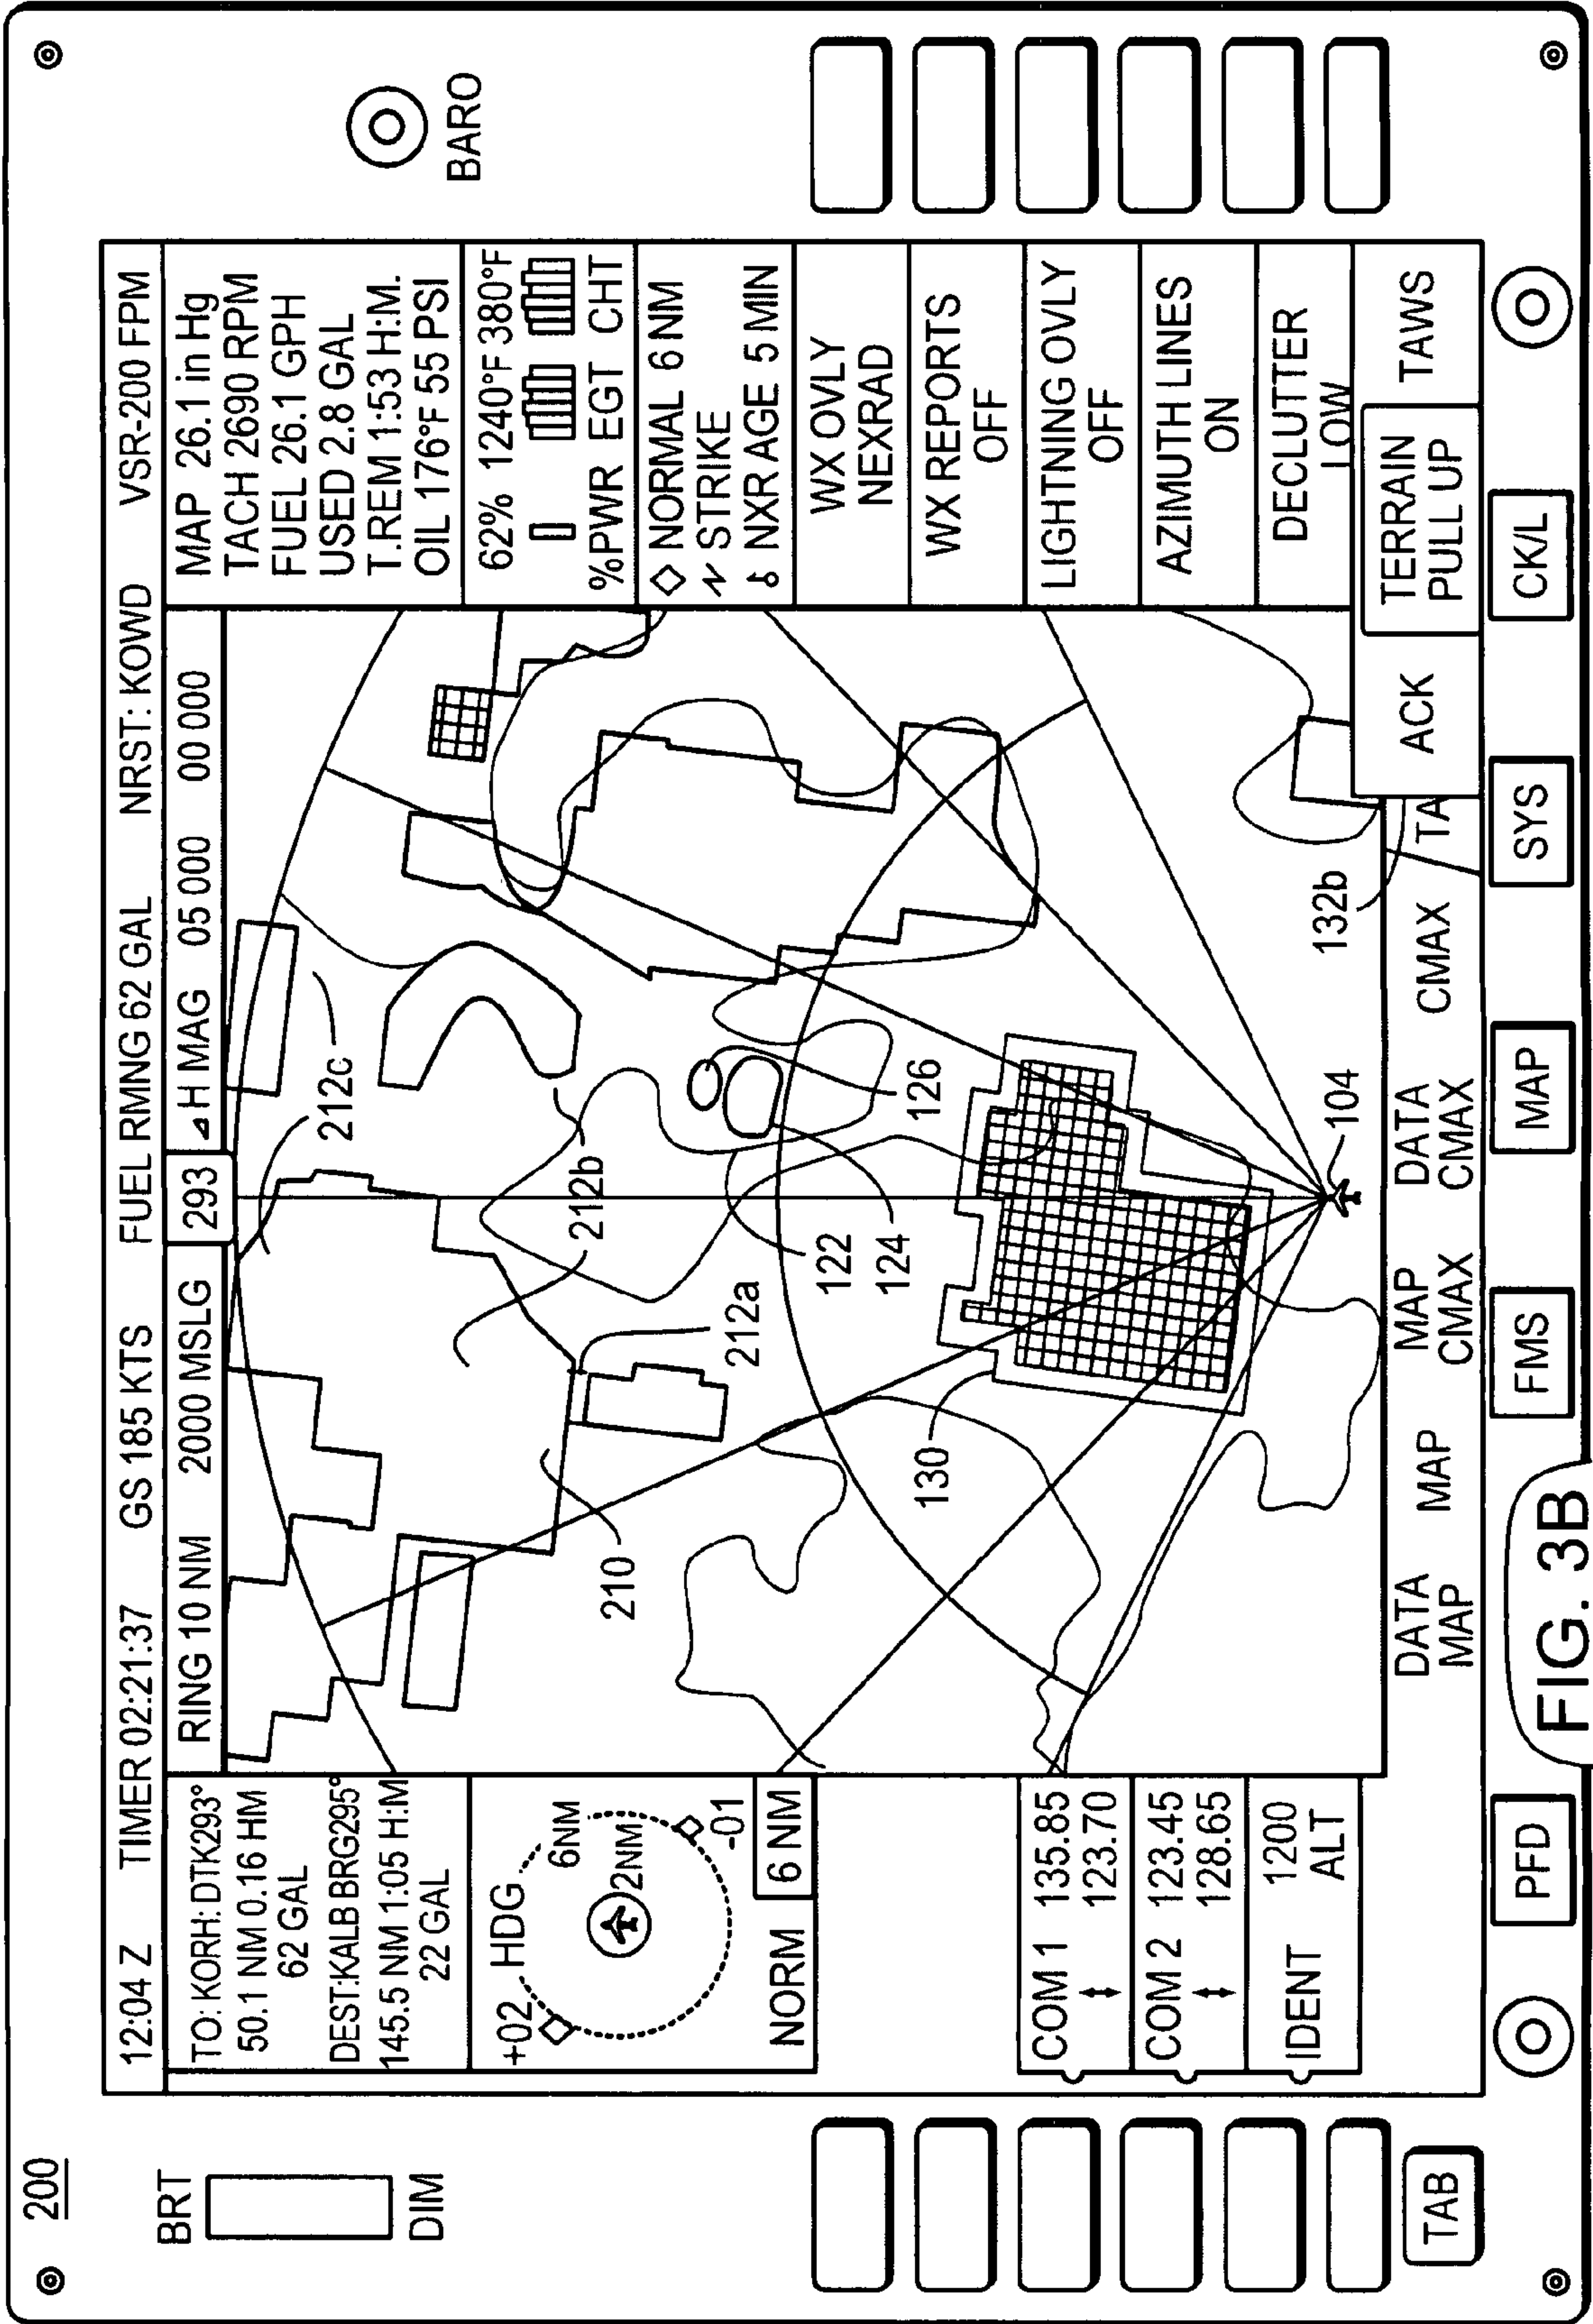 200
BRT
DIM
BARO
12:04 Z TIMER 02:21:37 GS 185 KTS FUEL RMNG 62 GAL NRST: KOWD VSR-200 FPM
TO: KORH: DTK293°
50.1 NM 0.16 HM
62 GAL
DEST:KALB BRG295°
145.5 NM 1:05 H:M
22 GAL
+02 HDG
6NM
2NM
-01
NORM 6 NM
COM 1 135.85
123.70
COM 2 123.45
128.65
IDENT 1200
ALT
RING 10 NM 2000 MSLG 293 ⊿ H MAG 05 000 00 000
212c
212b
212a
210
122
124
126
130
104
132b
MAP 26.1 in Hg
TACH 2690 RPM
FUEL 26.1 GPH
USED 2.8 GAL
T.REM 1:53 H:M.
OIL 176°F 55 PSI
62% 1240°F 380°F
%PWR EGT CHT
◇ NORMAL 6 NM
STRIKE
NXR AGE 5 MIN
WX OVLY
NEXRAD
WX REPORTS
OFF
LIGHTNING OVLY
OFF
AZIMUTH LINES
ON
DECLUTTER
LOW
DATA
MAP
MAP
MAP
CMAX
DATA
CMAX
CMAX
TA
ACK
TERRAIN
PULL UP
TAWS
TAB
PFD
FMS
MAP
SYS
CK/L
FIG. 3B